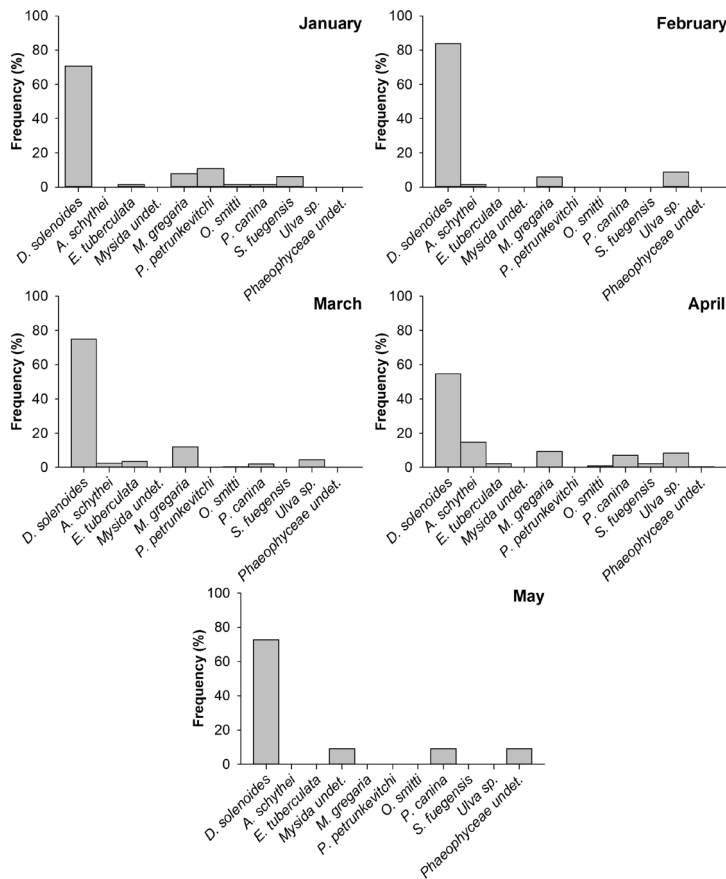 January
Frequency (%)
100
80
60
40
20
0
D. solenoides
A. schythei
E. tuberculata
Mysida undet.
M. gregaria
P. petrunkevitchi
O. smitti
P. canina
S. fuegensis
Ulva sp.
Phaeophyceae undet.
February
Frequency (%)
100
80
60
40
20
0
D. solenoides
A. schythei
E. tuberculata
Mysida undet.
M. gregaria
P. petrunkevitchi
O. smitti
P. canina
S. fuegensis
Ulva sp.
Phaeophyceae undet.
March
Frequency (%)
100
80
60
40
20
0
D. solenoides
A. schythei
E. tuberculata
Mysida undet.
M. gregaria
P. petrunkevitchi
O. smitti
P. canina
S. fuegensis
Ulva sp.
Phaeophyceae undet.
April
Frequency (%)
100
80
60
40
20
0
D. solenoides
A. schythei
E. tuberculata
Mysida undet.
M. gregaria
P. petrunkevitchi
O. smitti
P. canina
S. fuegensis
Ulva sp.
Phaeophyceae undet.
May
Frequency (%)
100
80
60
40
20
0
D. solenoides
A. schythei
E. tuberculata
Mysida undet.
M. gregaria
P. petrunkevitchi
O. smitti
P. canina
S. fuegensis
Ulva sp.
Phaeophyceae undet.